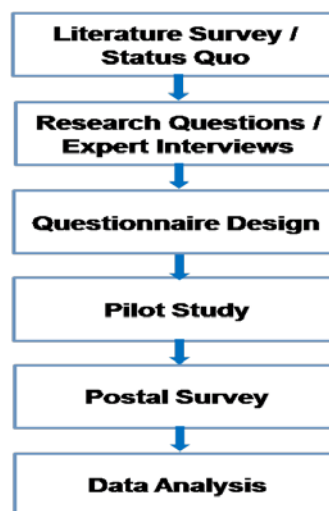 Literature Survey /
Status Quo
Research Questions /
Expert Interviews
Questionnaire Design
Pilot Study
Postal Survey
Data Analysis